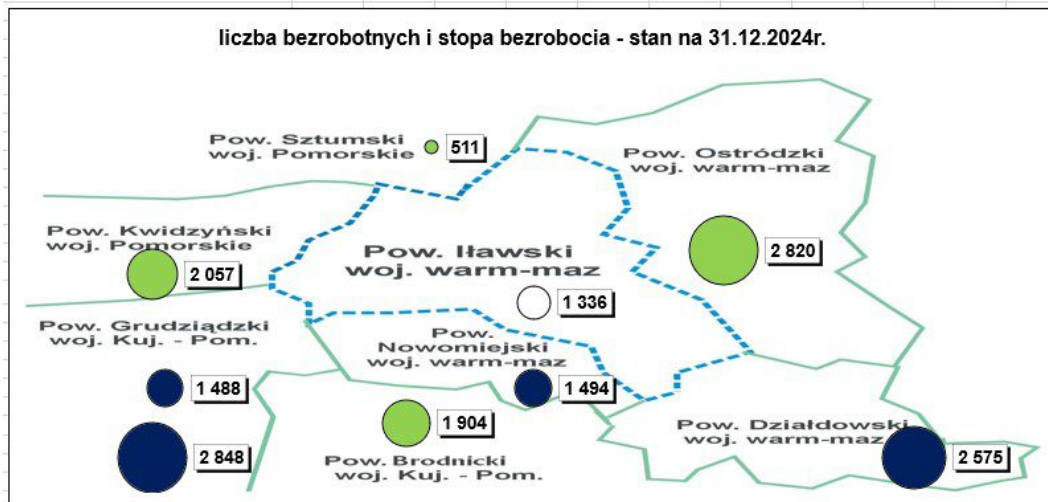 liczba bezrobotnych i stopa bezrobocia - stan na 31.12.2024r.
Pow. Sztumski
woj. Pomorskie
511
Pow. Ostródzki
woj. warm-maz
2 820
Pow. Kwidzyński
woj. Pomorskie
2 057
Pow. Iławski
woj. warm-maz
1 336
Pow. Grudziądzki
woj. Kuj. - Pom.
1 488
2 848
Pow.
Nowomiejski
woj. warm-maz
1 494
1 904
Pow. Brodnicki
woj. Kuj. - Pom.
Pow. Działdowski
woj. warm-maz
2 575